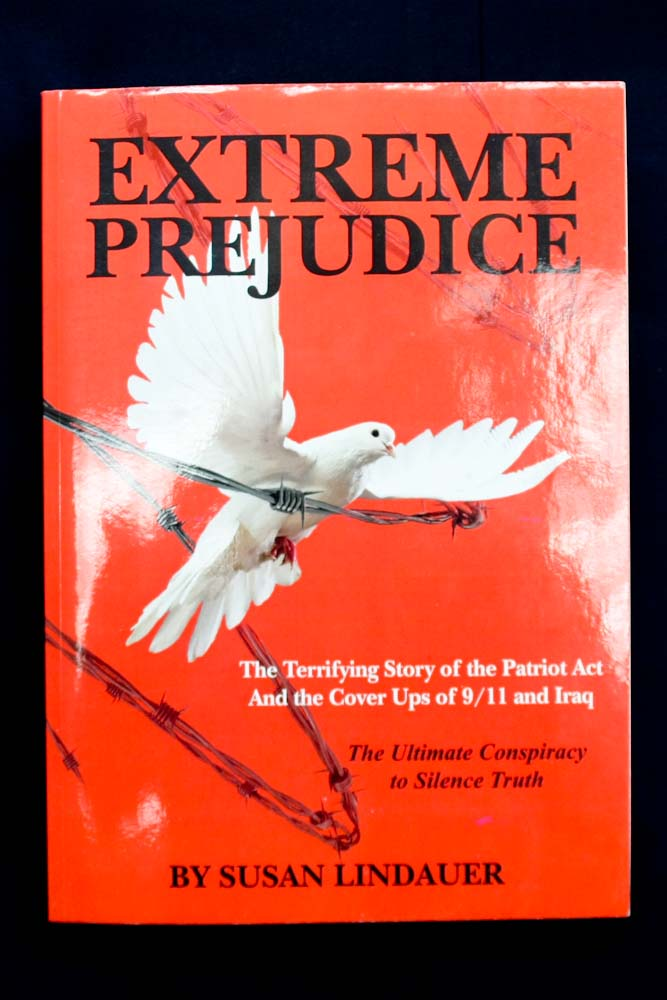 EXTREME
PREJUDICE
The Terrifying Story of the Patriot Act
And the Cover Ups of 9/11 and Iraq
The Ultimate Conspiracy
to Silence Truth
BY SUSAN LINDAUER